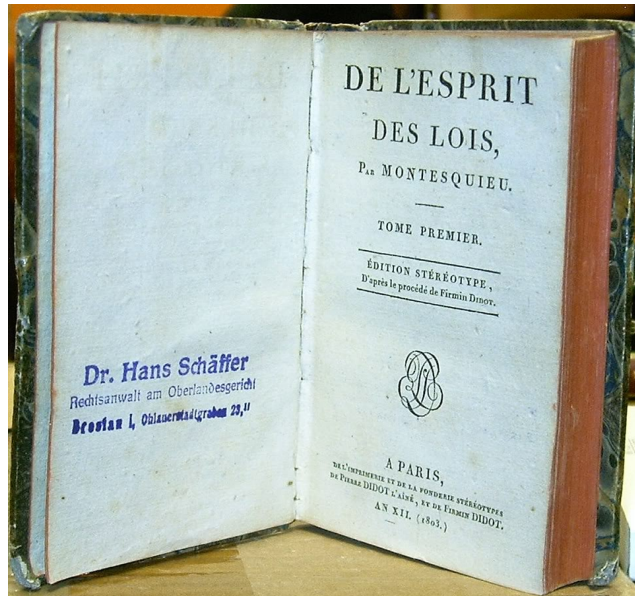 Dr. Hans Schäffer
Rechtsanwalt am Oberlandesgericht
Breslau I, Ohlauerstadtgraben 23,II
DE L'ESPRIT
DES LOIS,
PAR MONTESQUIEU.
TOME PREMIER.
ÉDITION STÉRÉOTYPE,
D'après le procédé de Firmin DIDOT.
A PARIS,
DE L'IMPRIMERIE ET DE LA FONDERIE STÉRÉOTYPES
DE PIERRE DIDOT L'AÎNÉ, ET DE FIRMIN DIDOT.
AN XII. (1803.)